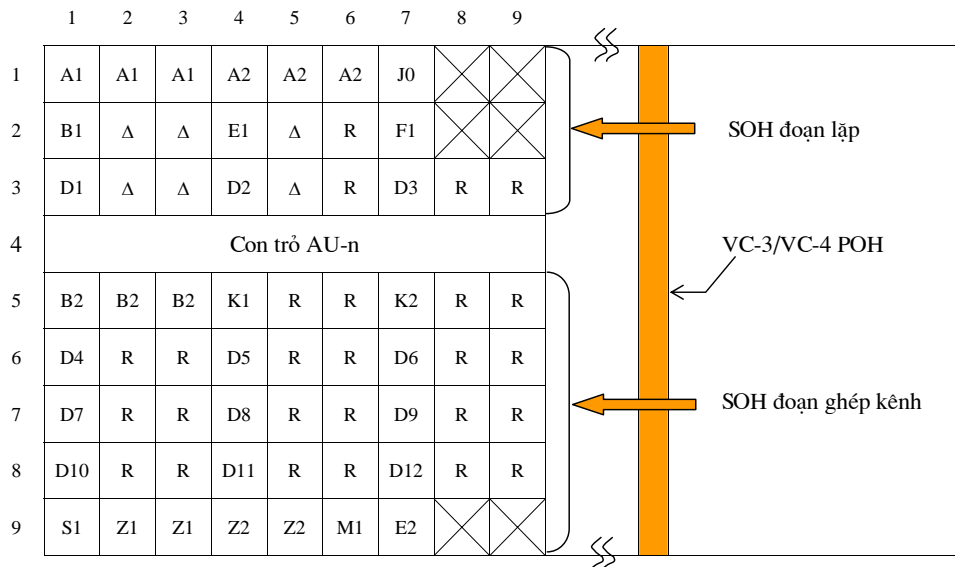 1 2 3 4 5 6 7 8 9
1 A1 A1 A1 A2 A2 A2 J0
2 B1 Δ Δ E1 Δ R F1
SOH đoạn lặp
3 D1 Δ Δ D2 Δ R D3 R R
4 Con trỏ AU-n
VC-3/VC-4 POH
5 B2 B2 B2 K1 R R K2 R R
6 D4 R R D5 R R D6 R R
7 D7 R R D8 R R D9 R R
SOH đoạn ghép kênh
8 D10 R R D11 R R D12 R R
9 S1 Z1 Z1 Z2 Z2 M1 E2